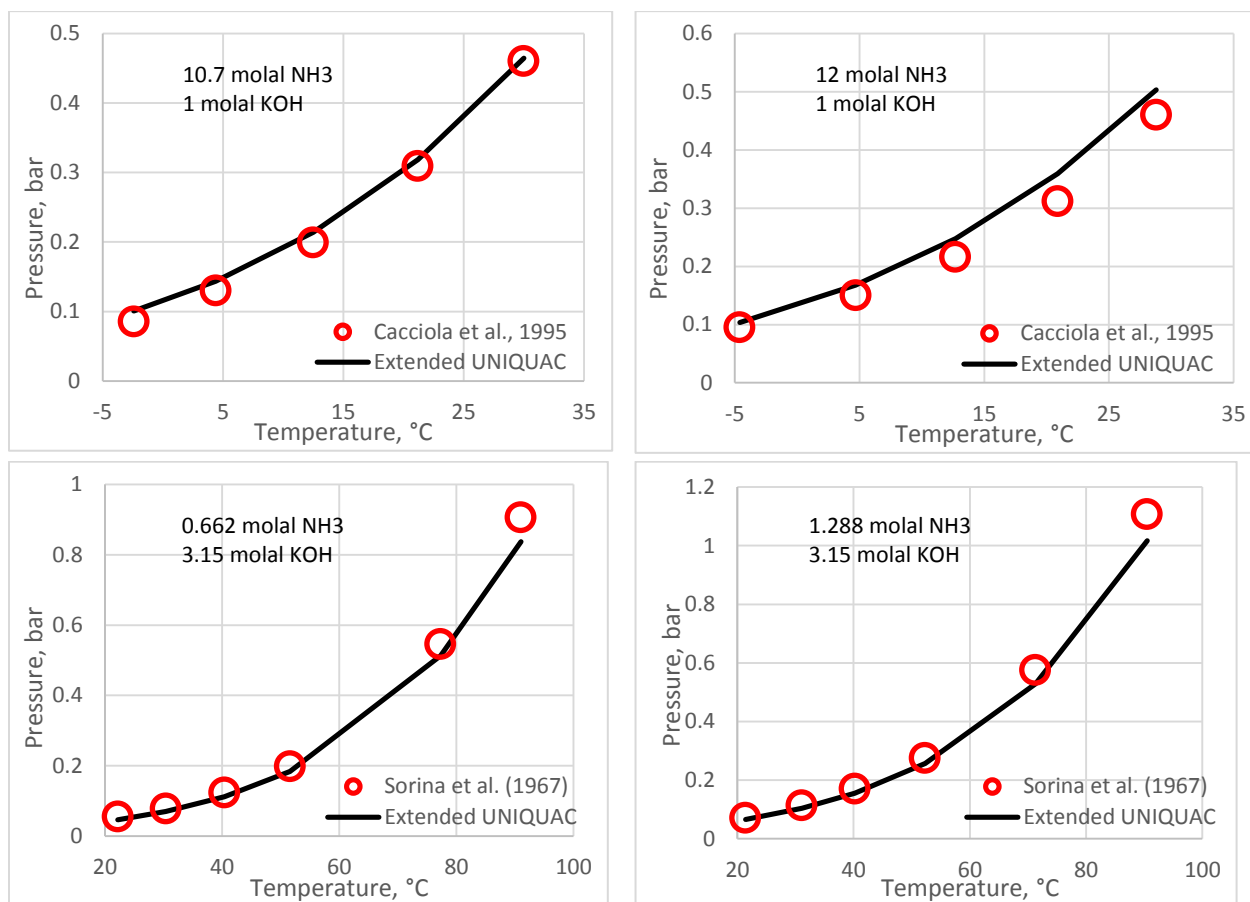 0.5
0.4
0.3
0.2
0.1
0
-5
5
15
25
35
Pressure, bar
Temperature, °C
10.7 molal NH3
1 molal KOH
Cacciola et al., 1995
Extended UNIQUAC
0.6
0.5
0.4
0.3
0.2
0.1
0
-5
5
15
25
35
Pressure, bar
Temperature, °C
12 molal NH3
1 molal KOH
Cacciola et al., 1995
Extended UNIQUAC
1
0.8
0.6
0.4
0.2
0
20
40
60
80
100
Pressure, bar
Temperature, °C
0.662 molal NH3
3.15 molal KOH
Sorina et al. (1967)
Extended UNIQUAC
1.2
1
0.8
0.6
0.4
0.2
0
20
40
60
80
100
Pressure, bar
Temperature, °C
1.288 molal NH3
3.15 molal KOH
Sorina et al. (1967)
Extended UNIQUAC